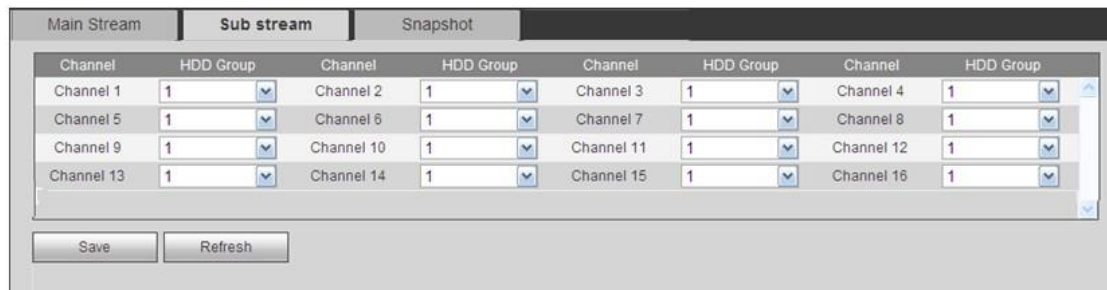 Main Stream Sub stream Snapshot
Channel HDD Group Channel HDD Group Channel HDD Group Channel HDD Group
Channel 1 1 Channel 2 1 Channel 3 1 Channel 4 1
Channel 5 1 Channel 6 1 Channel 7 1 Channel 8 1
Channel 9 1 Channel 10 1 Channel 11 1 Channel 12 1
Channel 13 1 Channel 14 1 Channel 15 1 Channel 16 1
Save Refresh